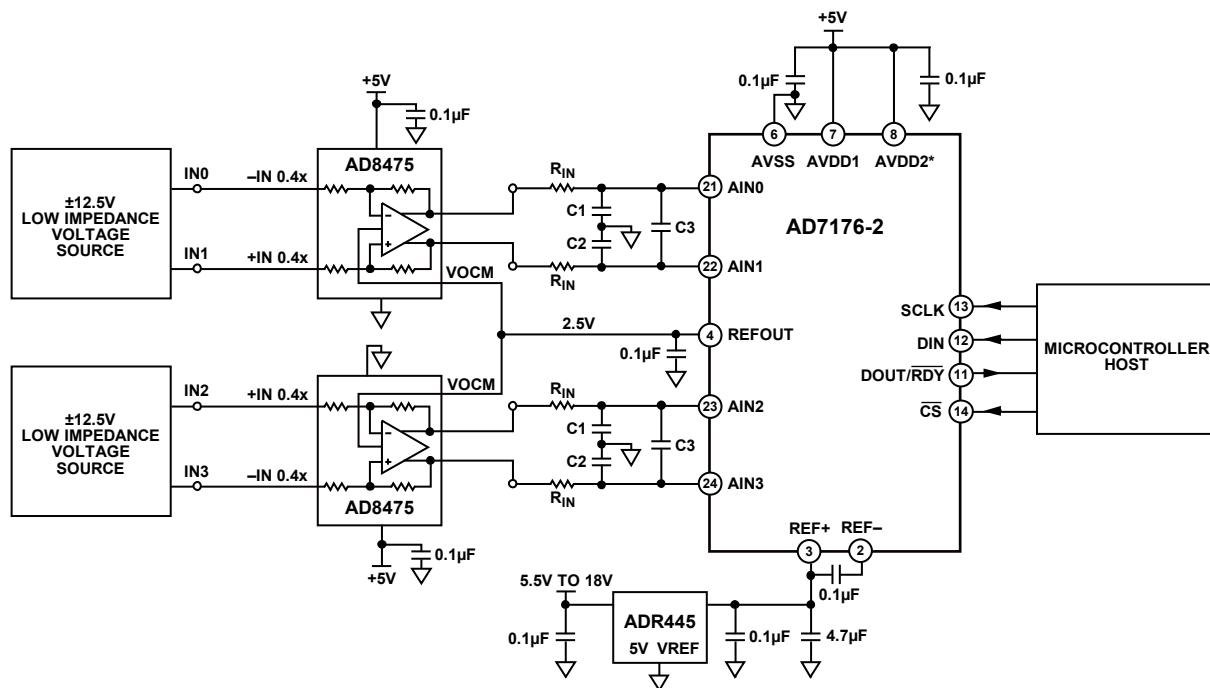 +5V
0.1µF
0.1µF
+5V
0.1µF
6
7
8
AVSS
AVDD1
AVDD2*
±12.5V
LOW IMPEDANCE
VOLTAGE
SOURCE
IN0
–IN 0.4x
IN1
+IN 0.4x
AD8475
–
+
VOCM
RIN
C1
C2
C3
RIN
21
AIN0
22
AIN1
AD7176-2
2.5V
0.1µF
4
REFOUT
SCLK
13
DIN
12
DOUT/RDY
11
CS
14
MICROCONTROLLER
HOST
±12.5V
LOW IMPEDANCE
VOLTAGE
SOURCE
IN2
+IN 0.4x
IN3
–IN 0.4x
VOCM
–
+
AD8475
+5V
0.1µF
RIN
C1
C2
C3
RIN
23
AIN2
24
AIN3
REF+
REF–
3
2
0.1µF
5.5V TO 18V
0.1µF
ADR445
5V VREF
0.1µF
4.7µF